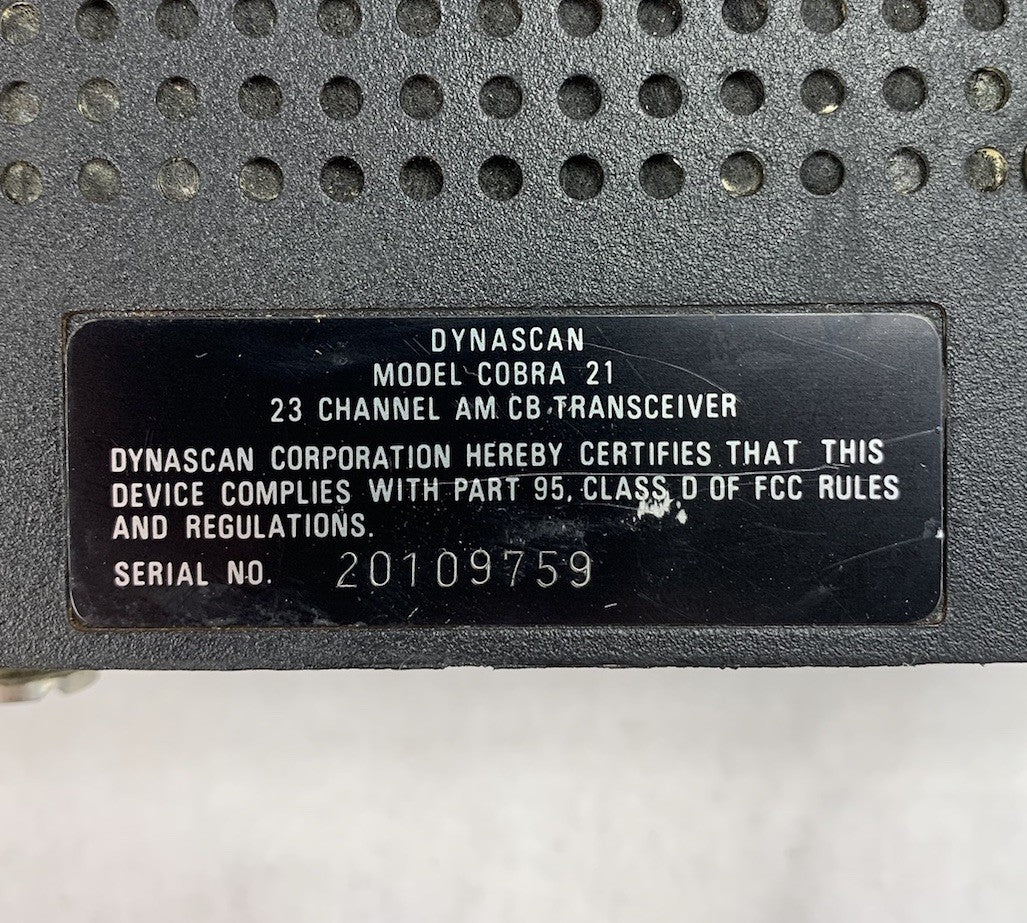 DYNASCAN
MODEL COBRA 21
23 CHANNEL AM CB TRANSCEIVER
DYNASCAN CORPORATION HEREBY CERTIFIES THAT THIS
DEVICE COMPLIES WITH PART 95, CLASS D OF FCC RULES
AND REGULATIONS.
SERIAL NO. 20109759